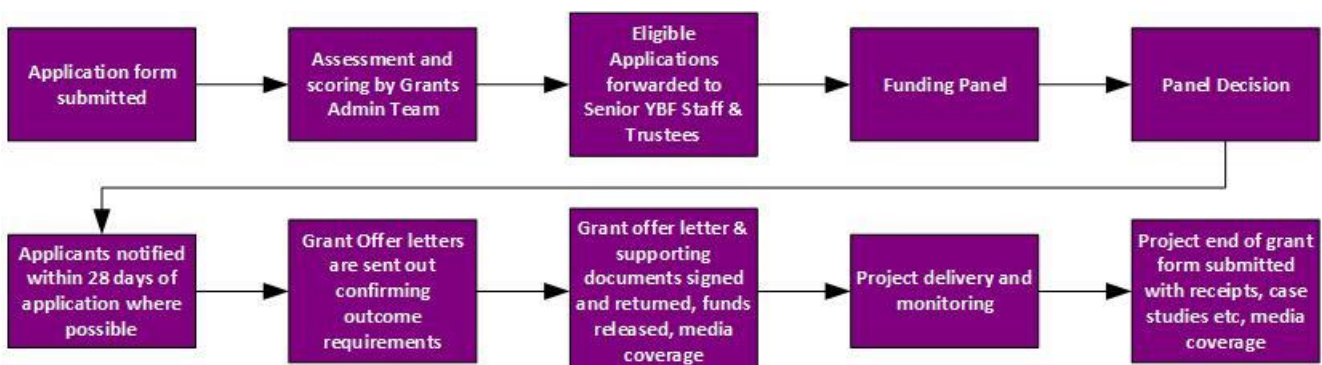 Application form
submitted
Assessment and
scoring by Grants
Admin Team
Eligible
Applications
forwarded to
Senior YBF Staff &
Trustees
Funding Panel
Panel Decision
Applicants notified
within 28 days of
application where
possible
Grant Offer letters
are sent out
confirming
outcome
requirements
Grant offer letter &
supporting
documents signed
and returned, funds
released, media
coverage
Project delivery and
monitoring
Project end of grant
form submitted
with receipts, case
studies etc, media
coverage